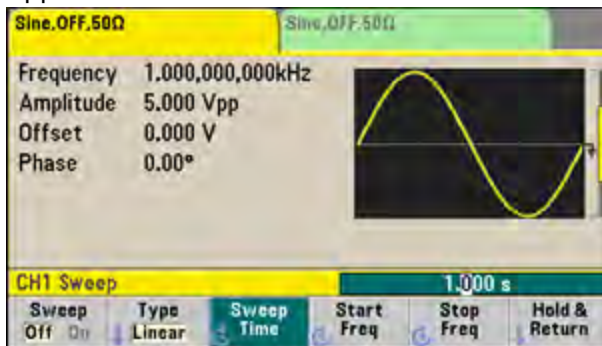 Sine,OFF,50Ω Sine,OFF,50Ω
Frequency 1.000,000,000kHz
Amplitude 5.000 Vpp
Offset 0.000 V
Phase 0.00°
CH1 Sweep 1.000 s
Sweep Off On
Type Linear
Sweep Time
Start Freq
Stop Freq
Hold & Return